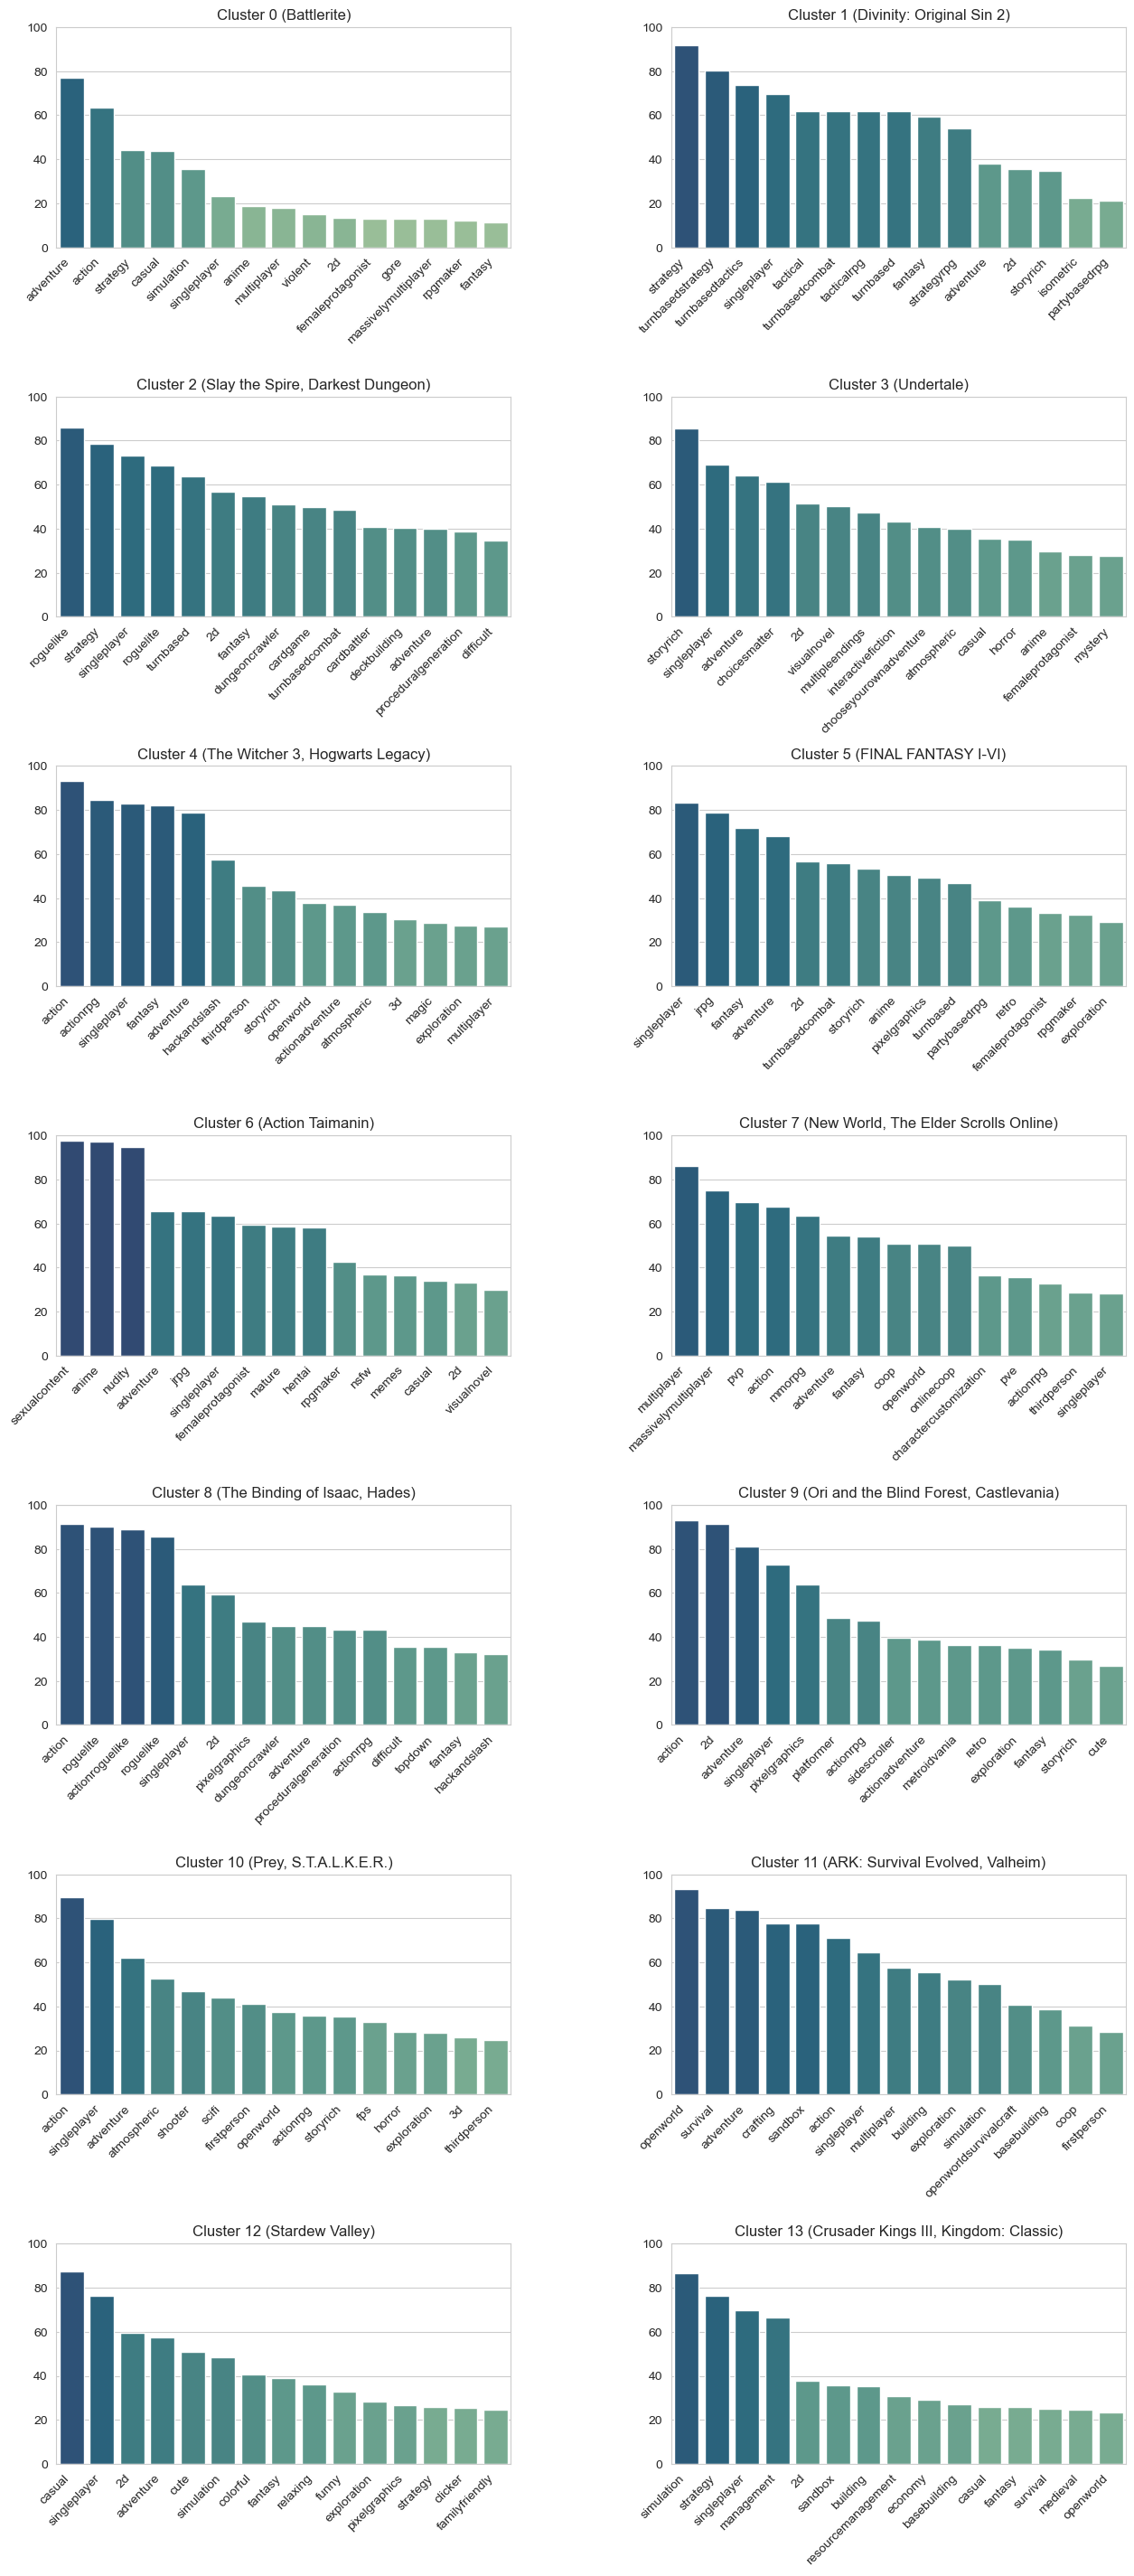 Cluster 0 (Battlerite)
100
80
60
40
20
0
adventure
action
strategy
casual
simulation
singleplayer
anime
multiplayer
violent
2d
femaleprotagonist
gore
massivelymultiplayer
rpgmaker
fantasy
Cluster 1 (Divinity: Original Sin 2)
100
80
60
40
20
0
strategy
turnbasedstrategy
turnbasedtactics
singleplayer
tactical
turnbasedcombat
tacticalrpg
turnbased
fantasy
strategyrpg
adventure
2d
storyrich
isometric
partybasedrpg
Cluster 2 (Slay the Spire, Darkest Dungeon)
100
80
60
40
20
0
roguelike
strategy
singleplayer
roguelite
turnbased
2d
fantasy
dungeoncrawler
cardgame
turnbasedcombat
cardbattler
deckbuilding
adventure
proceduralgeneration
difficult
Cluster 3 (Undertale)
100
80
60
40
20
0
storyrich
singleplayer
adventure
choicesmatter
2d
visualnovel
multipleendings
interactivefiction
chooseyourownadventure
atmospheric
casual
horror
anime
femaleprotagonist
mystery
Cluster 4 (The Witcher 3, Hogwarts Legacy)
100
80
60
40
20
0
action
actionrpg
singleplayer
fantasy
adventure
hackandslash
thirdperson
storyrich
openworld
actionadventure
atmospheric
3d
magic
exploration
multiplayer
Cluster 5 (FINAL FANTASY I-VI)
100
80
60
40
20
0
singleplayer
jrpg
fantasy
adventure
2d
turnbasedcombat
storyrich
anime
pixelgraphics
turnbased
partybasedrpg
retro
femaleprotagonist
rpgmaker
exploration
Cluster 6 (Action Taimanin)
100
80
60
40
20
0
sexualcontent
anime
nudity
adventure
jrpg
singleplayer
femaleprotagonist
mature
hentai
rpgmaker
nsfw
memes
casual
2d
visualnovel
Cluster 7 (New World, The Elder Scrolls Online)
100
80
60
40
20
0
multiplayer
massivelymultiplayer
pvp
action
mmorpg
adventure
fantasy
coop
openworld
onlinecoop
charactercustomization
pve
actionrpg
thirdperson
singleplayer
Cluster 8 (The Binding of Isaac, Hades)
100
80
60
40
20
0
action
roguelite
actionroguelike
roguelike
singleplayer
2d
pixelgraphics
dungeoncrawler
adventure
proceduralgeneration
actionrpg
difficult
topdown
fantasy
hackandslash
Cluster 9 (Ori and the Blind Forest, Castlevania)
100
80
60
40
20
0
action
2d
adventure
singleplayer
pixelgraphics
platformer
actionrpg
sidescroller
actionadventure
metroidvania
retro
exploration
fantasy
storyrich
cute
Cluster 10 (Prey, S.T.A.L.K.E.R.)
100
80
60
40
20
0
action
singleplayer
adventure
atmospheric
shooter
scifi
firstperson
openworld
actionrpg
storyrich
fps
horror
exploration
3d
thirdperson
Cluster 11 (ARK: Survival Evolved, Valheim)
100
80
60
40
20
0
openworld
survival
adventure
crafting
sandbox
action
singleplayer
multiplayer
building
exploration
simulation
openworldsurvivalcraft
basebuilding
coop
firstperson
Cluster 12 (Stardew Valley)
100
80
60
40
20
0
casual
singleplayer
2d
adventure
cute
simulation
colorful
fantasy
relaxing
funny
exploration
pixelgraphics
strategy
clicker
familyfriendly
Cluster 13 (Crusader Kings III, Kingdom: Classic)
100
80
60
40
20
0
simulation
strategy
singleplayer
management
2d
sandbox
building
resourcemanagement
economy
basebuilding
casual
fantasy
survival
medieval
openworld